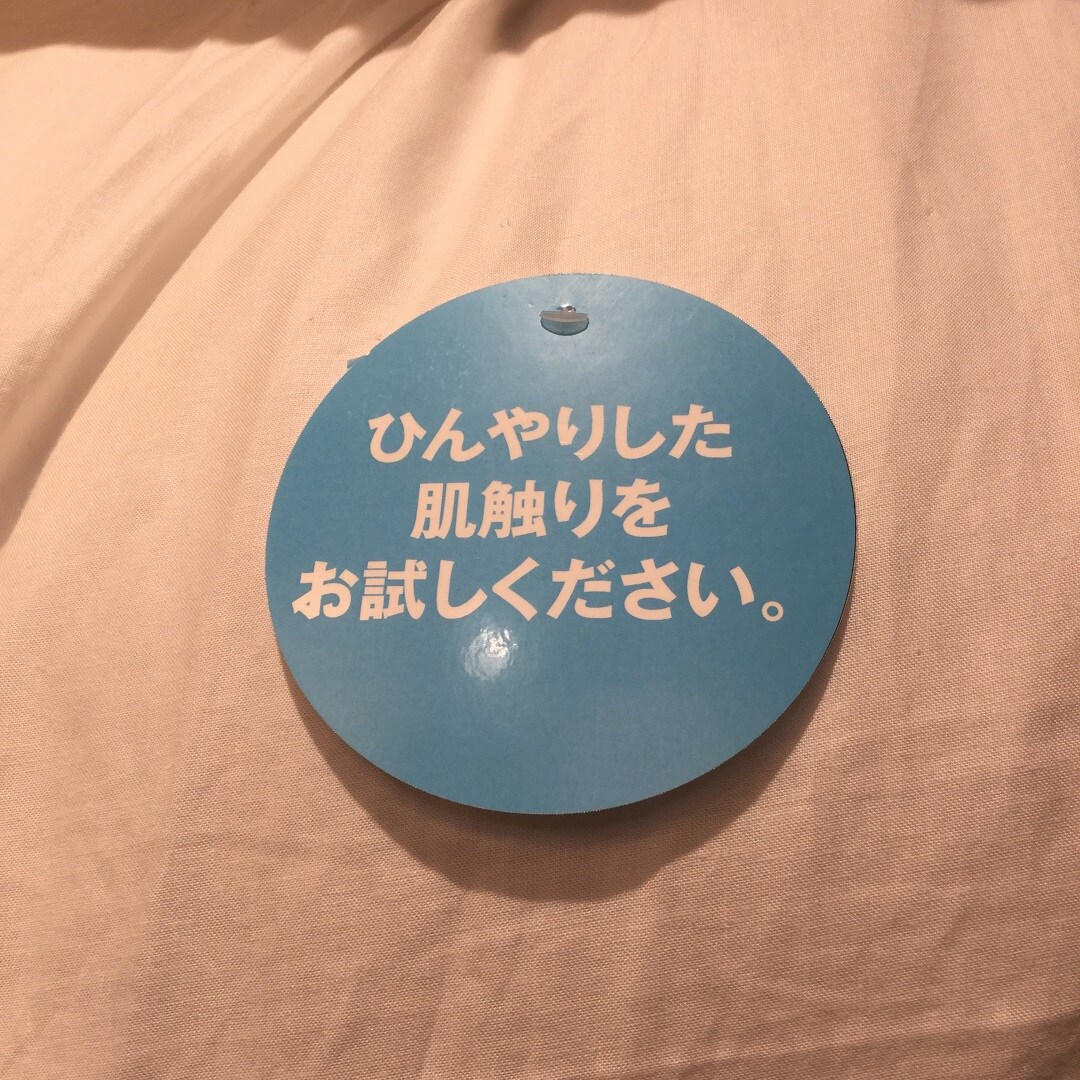 ひんやりした
肌触りを
お試しください。